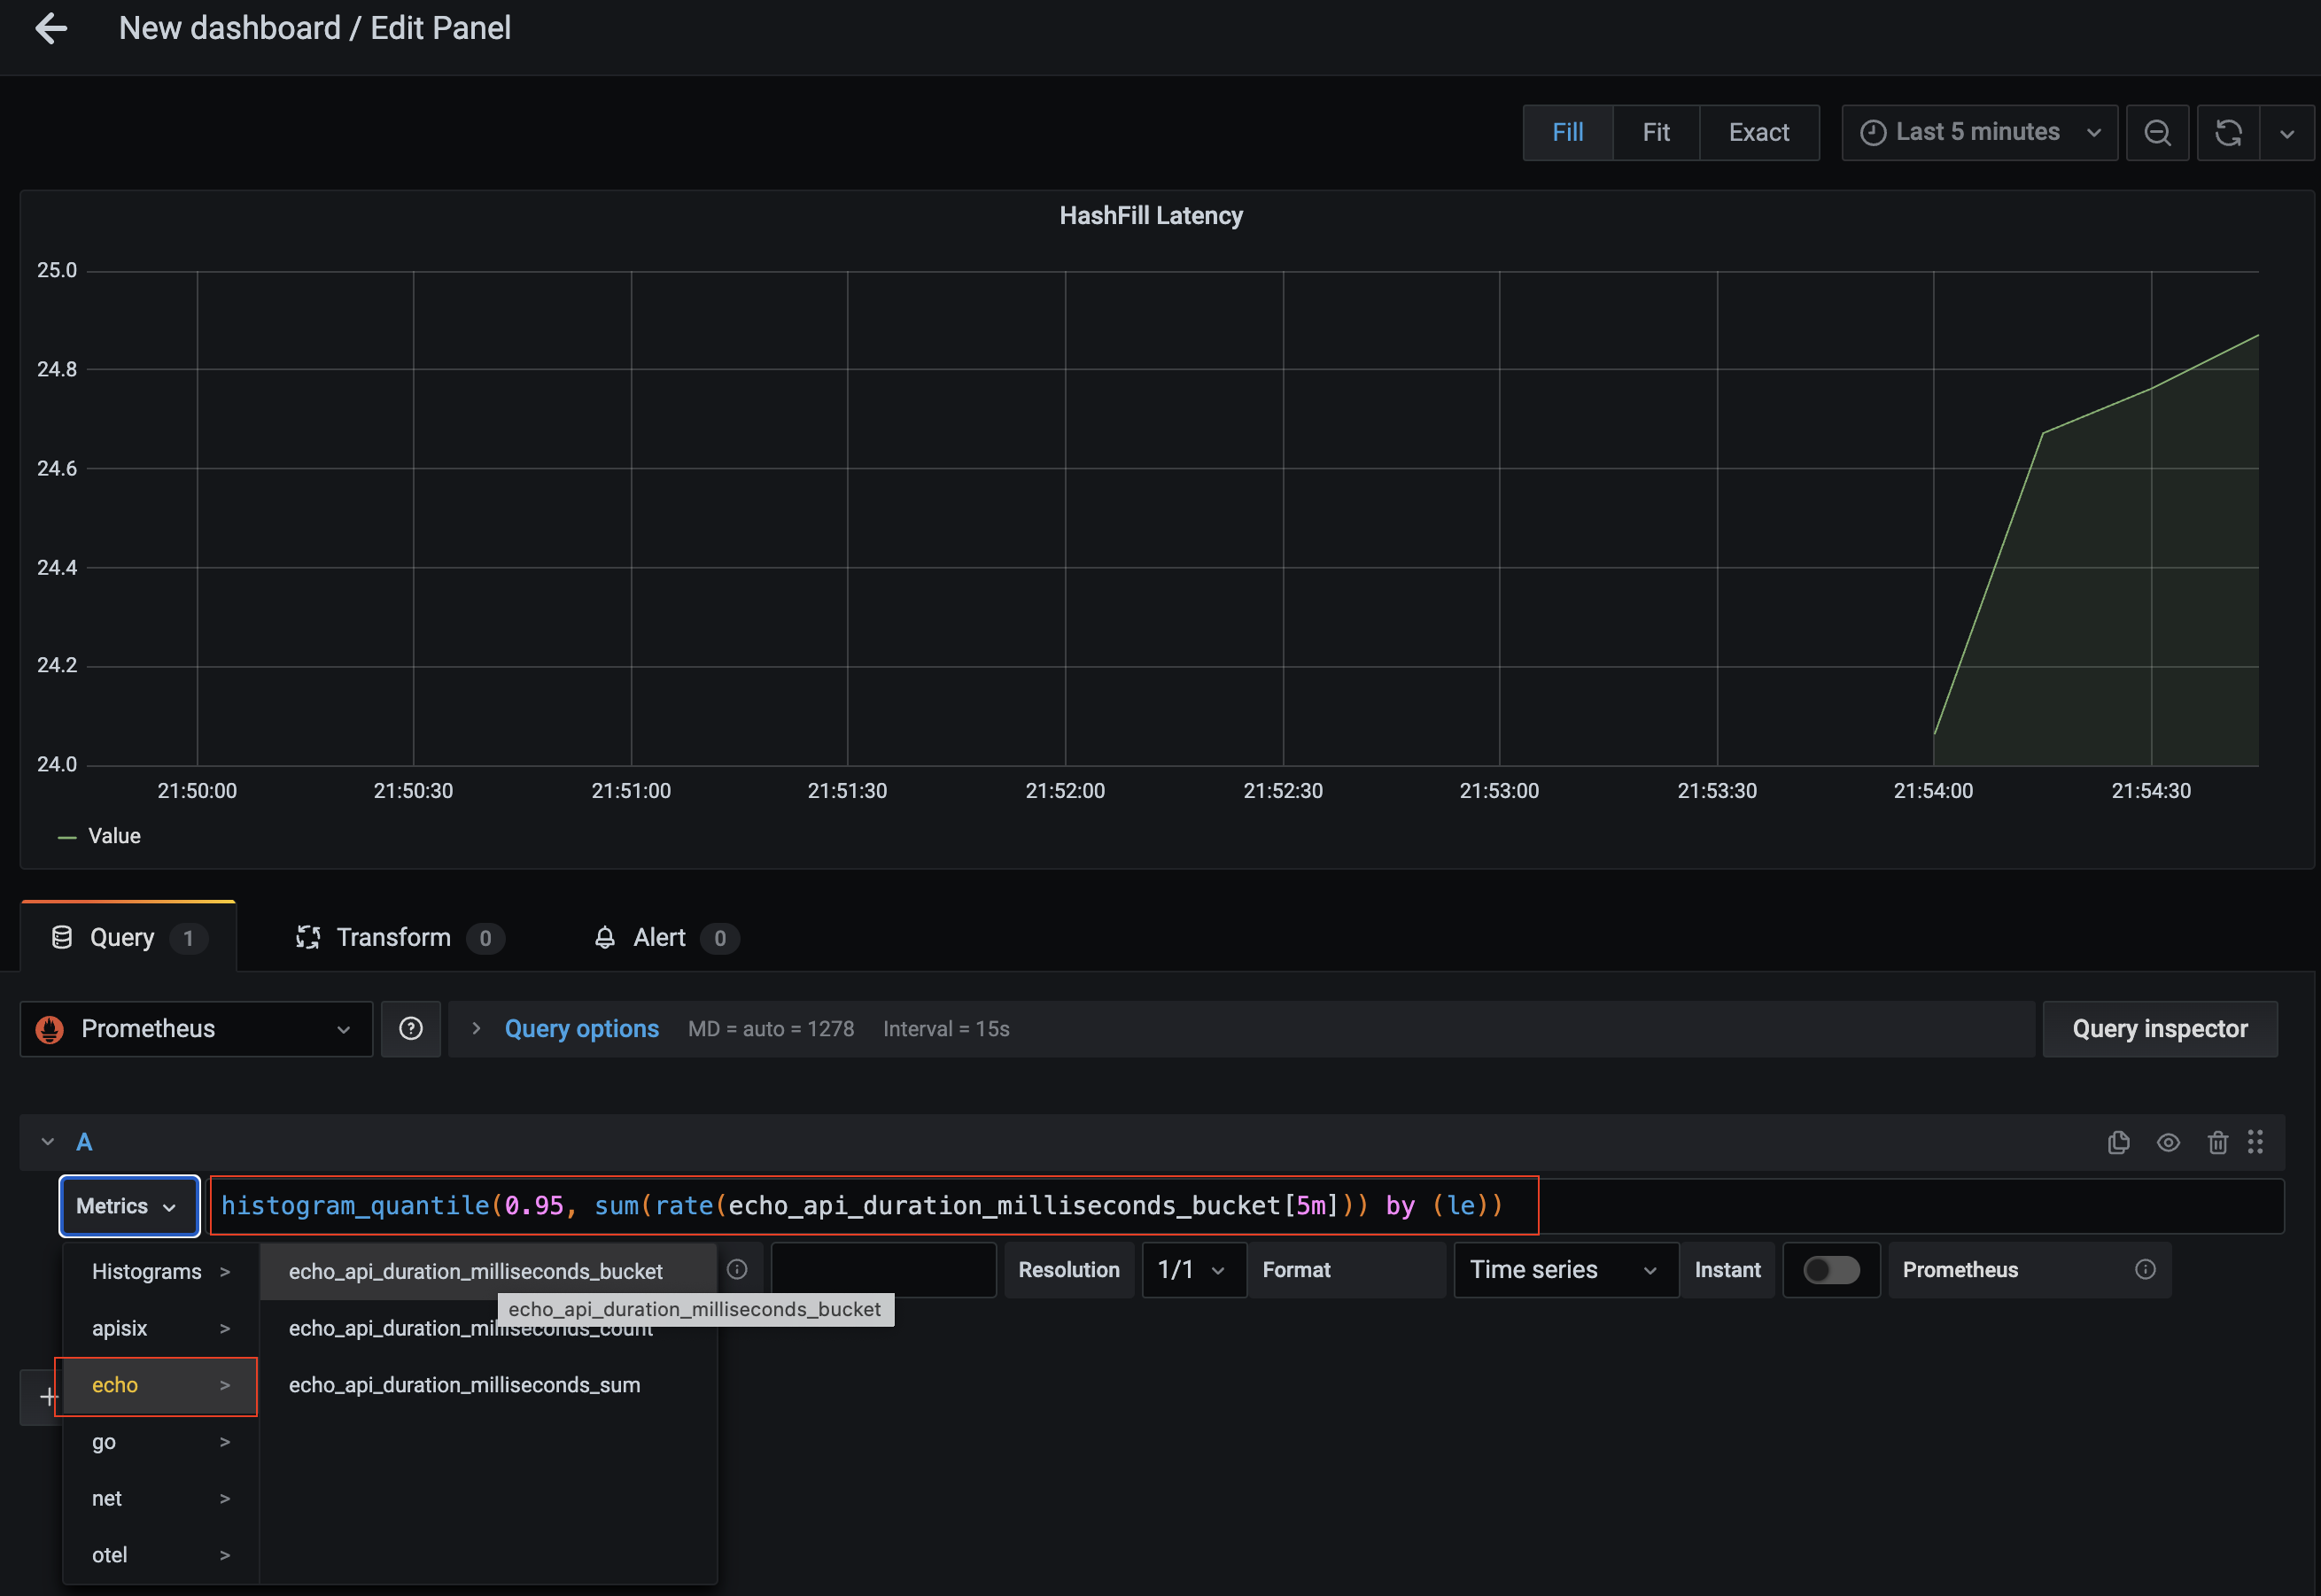 New dashboard / Edit Panel
Fill Fit Exact Last 5 minutes
HashFill Latency
25.0
24.8
24.6
24.4
24.2
24.0
21:50:00 21:50:30 21:51:00 21:51:30 21:52:00 21:52:30 21:53:00 21:53:30 21:54:00 21:54:30
Value
Query 1 Transform 0 Alert 0
Prometheus ? > Query options MD = auto = 1278 Interval = 15s Query inspector
A
Metrics histogram_quantile(0.95, sum(rate(echo_api_duration_milliseconds_bucket[5m])) by (le))
Histograms > echo_api_duration_milliseconds_bucket Resolution 1/1 Format Time series Instant Prometheus
echo_api_duration_milliseconds_bucket
apisix > echo_api_duration_milliseconds_count
echo > echo_api_duration_milliseconds_sum
go >
net >
otel >